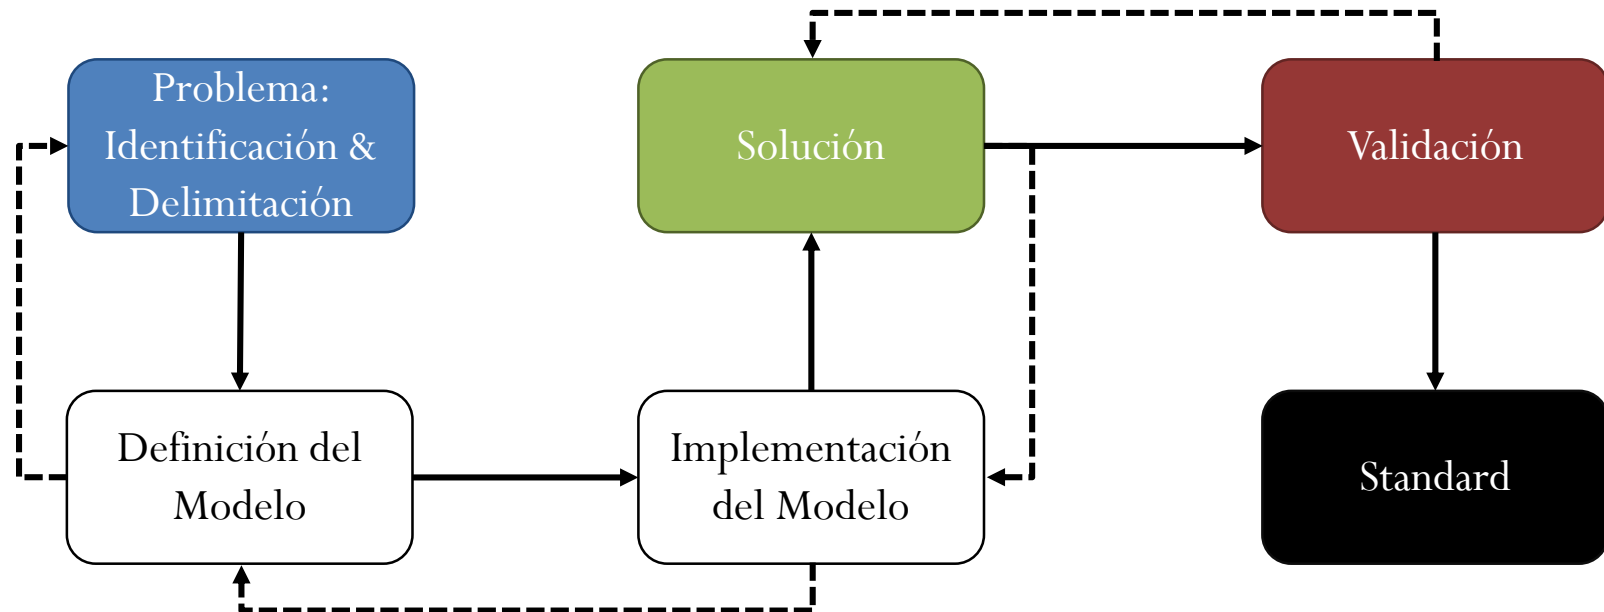 Problema:
Identificación &
Delimitación
Solución
Validación
Definición del
Modelo
Implementación
del Modelo
Standard